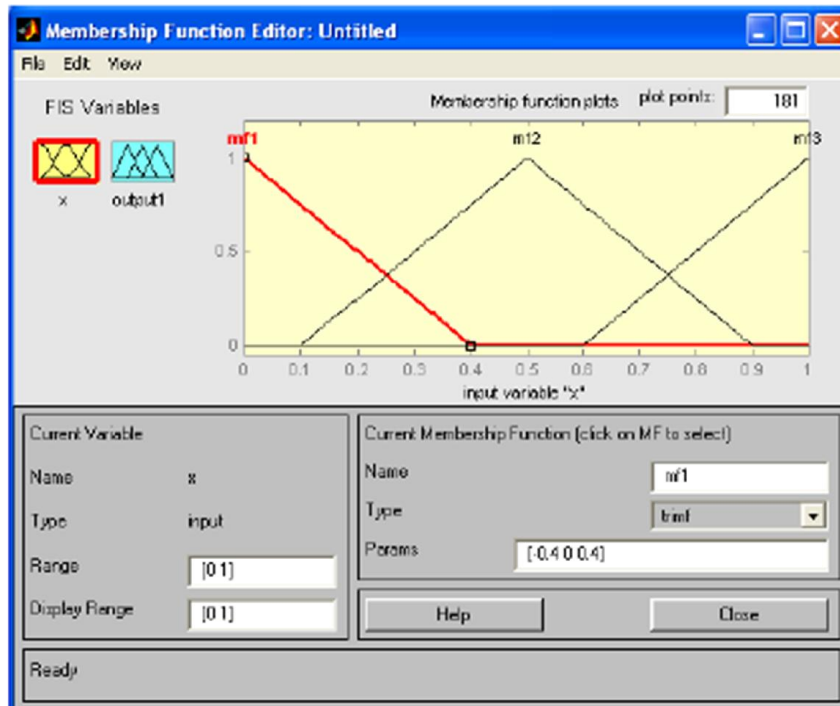 Membership Function Editor: Untitled
File Edit View
FIS Variables
Membership function plots plot points: 181
x
output1
mf1
mf2
mf3
1
0.5
0
0 0.1 0.2 0.3 0.4 0.5 0.6 0.7 0.8 0.9 1
input variable "x"
Current Variable
Name x
Type input
Range [0 1]
Display Range [0 1]
Current Membership Function (click on MF to select)
Name mf1
Type trimf
Params [-0.4 0 0.4]
Help
Close
Ready